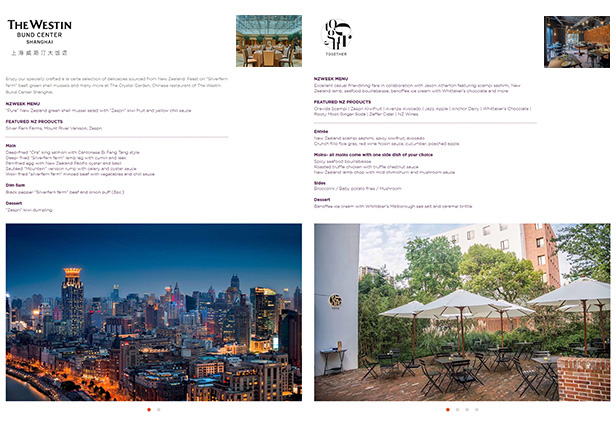 THE WESTIN
BUND CENTER
SHANGHAI
上海威斯汀大饭店
Enjoy our specially crafted a la carte selection of delicacies sourced from New Zealand. Feast on "Silverfern
farm" beef, green shell mussels and many more at The Crystal Garden, Chinese restaurant of The Westin
Bund Center Shanghai.
NZWEEK MENU
"Pure" New Zealand green shell mussel salad with "Zespri" kiwi fruit and yellow chili sauce
FEATURED NZ PRODUCTS
Silver Fern Farms, Mount River Venison, Zespri
Main
Deep-fried "Ora" king salmon with Cantonese Bi Feng Tang style
Deep-fried "Silverfern farm" lamb leg with cumin and leek
Pan-fried egg with New Zealand Pacific oyster and basil
Sautéed "Mountain" venison rump with celery and oyster sauce
Wok-fried "silverfern farm" minced beef with vegetables and chili sauce
Dim Sum
Black pepper "Silverfern farm" beef and onion puff (3pc)
Dessert
"Zespri" kiwi dumpling
TOGETHER
NZWEEK MENU
Excellent casual fine-dining fare in collaboration with Jason Atherton featuring scampi sashimi, New
Zealand lamb, seafood bouillabaisse, banoffee ice cream with Whittaker's chocolate and more.
FEATURED NZ PRODUCTS
Oravida Scampi | Zespri Kiwifruit | Avanza Avocado | Jazz Apple | Anchor Dairy | Whittaker's Chocolate |
Rocky Moon Ginger Soda | Zeffer Cider | NZ Wines
Entrée
New Zealand scampi sashimi, spicy kiwifruit, avocado
Crunch filo foie gras, red wine Nixon sauce, cucumber, poached apple
Mains- all mains come with one side dish of your choice
Spicy seafood bouillabaisse
Roasted truffle chicken with truffle chestnut sauce
New Zealand lamb chop with mild chimichurri and mushroom sauce
Sides
Broccolini / Baby potato fries / Mushroom
Dessert
Banoffee ice cream with Whittaker's Marlborough sea salt and caramel brittle